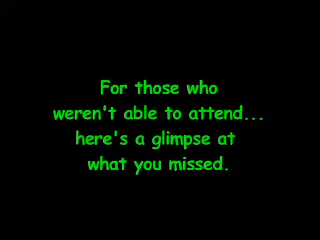 For those who
weren't able to attend...
here's a glimpse at
what you missed.